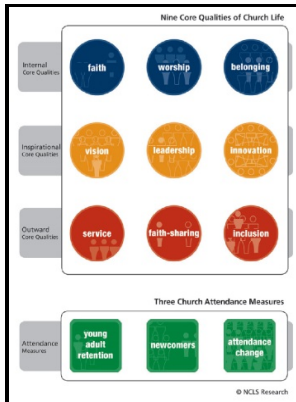 Nine Core Qualities of Church Life
Internal
Core Qualities
faith
worship
belonging
Inspirational
Core Qualities
vision
leadership
innovation
Outward
Core Qualities
service
faith-sharing
inclusion
Three Church Attendance Measures
Attendance
Measures
young
adult
retention
newcomers
attendance
change
© NCLS Research